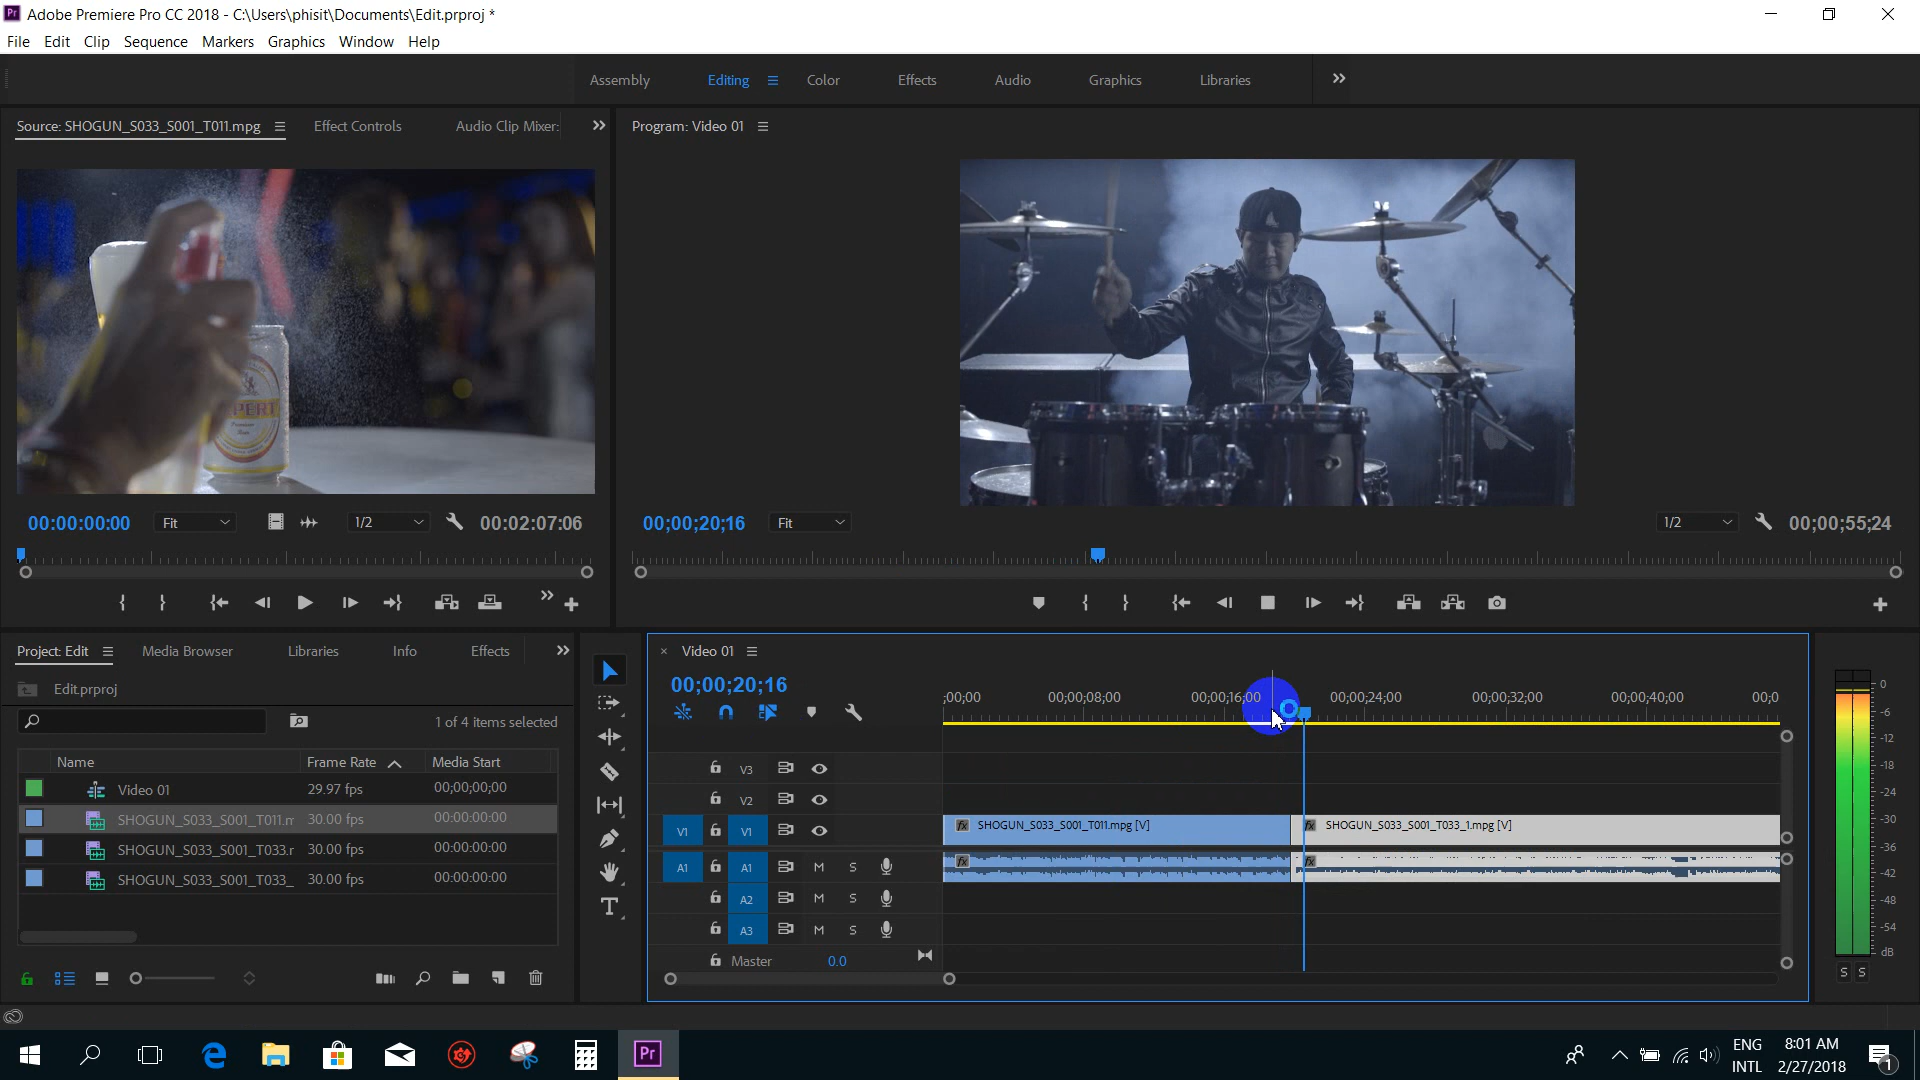 Adobe Premiere Pro CC 2018 - C:\Users\phisit\Documents\Edit.prproj *
File Edit Clip Sequence Markers Graphics Window Help
Assembly Editing Color Effects Audio Graphics Libraries
Source: SHOGUN_S033_S001_T011.mpg Effect Controls Audio Clip Mixer:
Program: Video 01
PERT
00:00:00:00 Fit 1/2 00:02:07:06
00;00;20;16 Fit 1/2 00;00;55;24
Project: Edit Media Browser Libraries Info Effects
Edit.prproj
1 of 4 items selected
Name Frame Rate Media Start
Video 01 29.97 fps 00;00;00;00
SHOGUN_S033_S001_T011.m 30.00 fps 00:00:00:00
SHOGUN_S033_S001_T033.r 30.00 fps 00:00:00:00
SHOGUN_S033_S001_T033_ 30.00 fps 00:00:00:00
T
× Video 01
00;00;20;16
;00;00 00;00;08;00 00;00;16;00 00;00;24;00 00;00;32;00 00;00;40;00 00;0
V3
V2
V1 V1 fx SHOGUN_S033_S001_T011.mpg [V] fx SHOGUN_S033_S001_T033_1.mpg [V]
A1 A1 M S fx fx
A2 M S
A3 M S
Master 0.0
0
-6
-12
-18
-24
-30
-36
-42
-48
-54
dB
S S
Pr
ENG
INTL
8:01 AM
2/27/2018
1